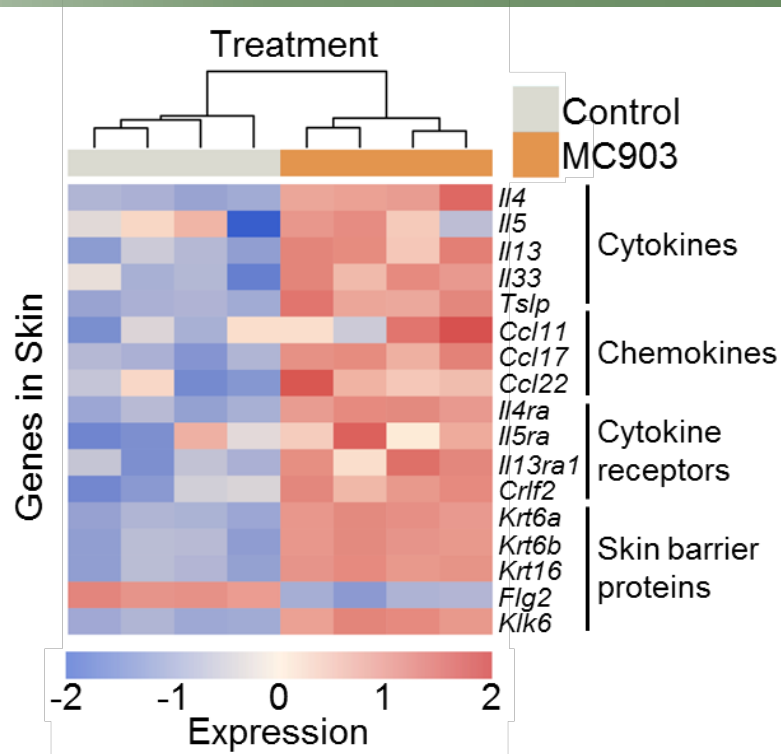 Treatment
Control
MC903
Genes in Skin
Il4
Il5
Il13
Il33
Tslp
Ccl11
Ccl17
Ccl22
Il4ra
Il5ra
Il13ra1
Crlf2
Krt6a
Krt6b
Krt16
Flg2
Klk6
Cytokines
Chemokines
Cytokine
receptors
Skin barrier
proteins
-2 -1 0 1 2
Expression